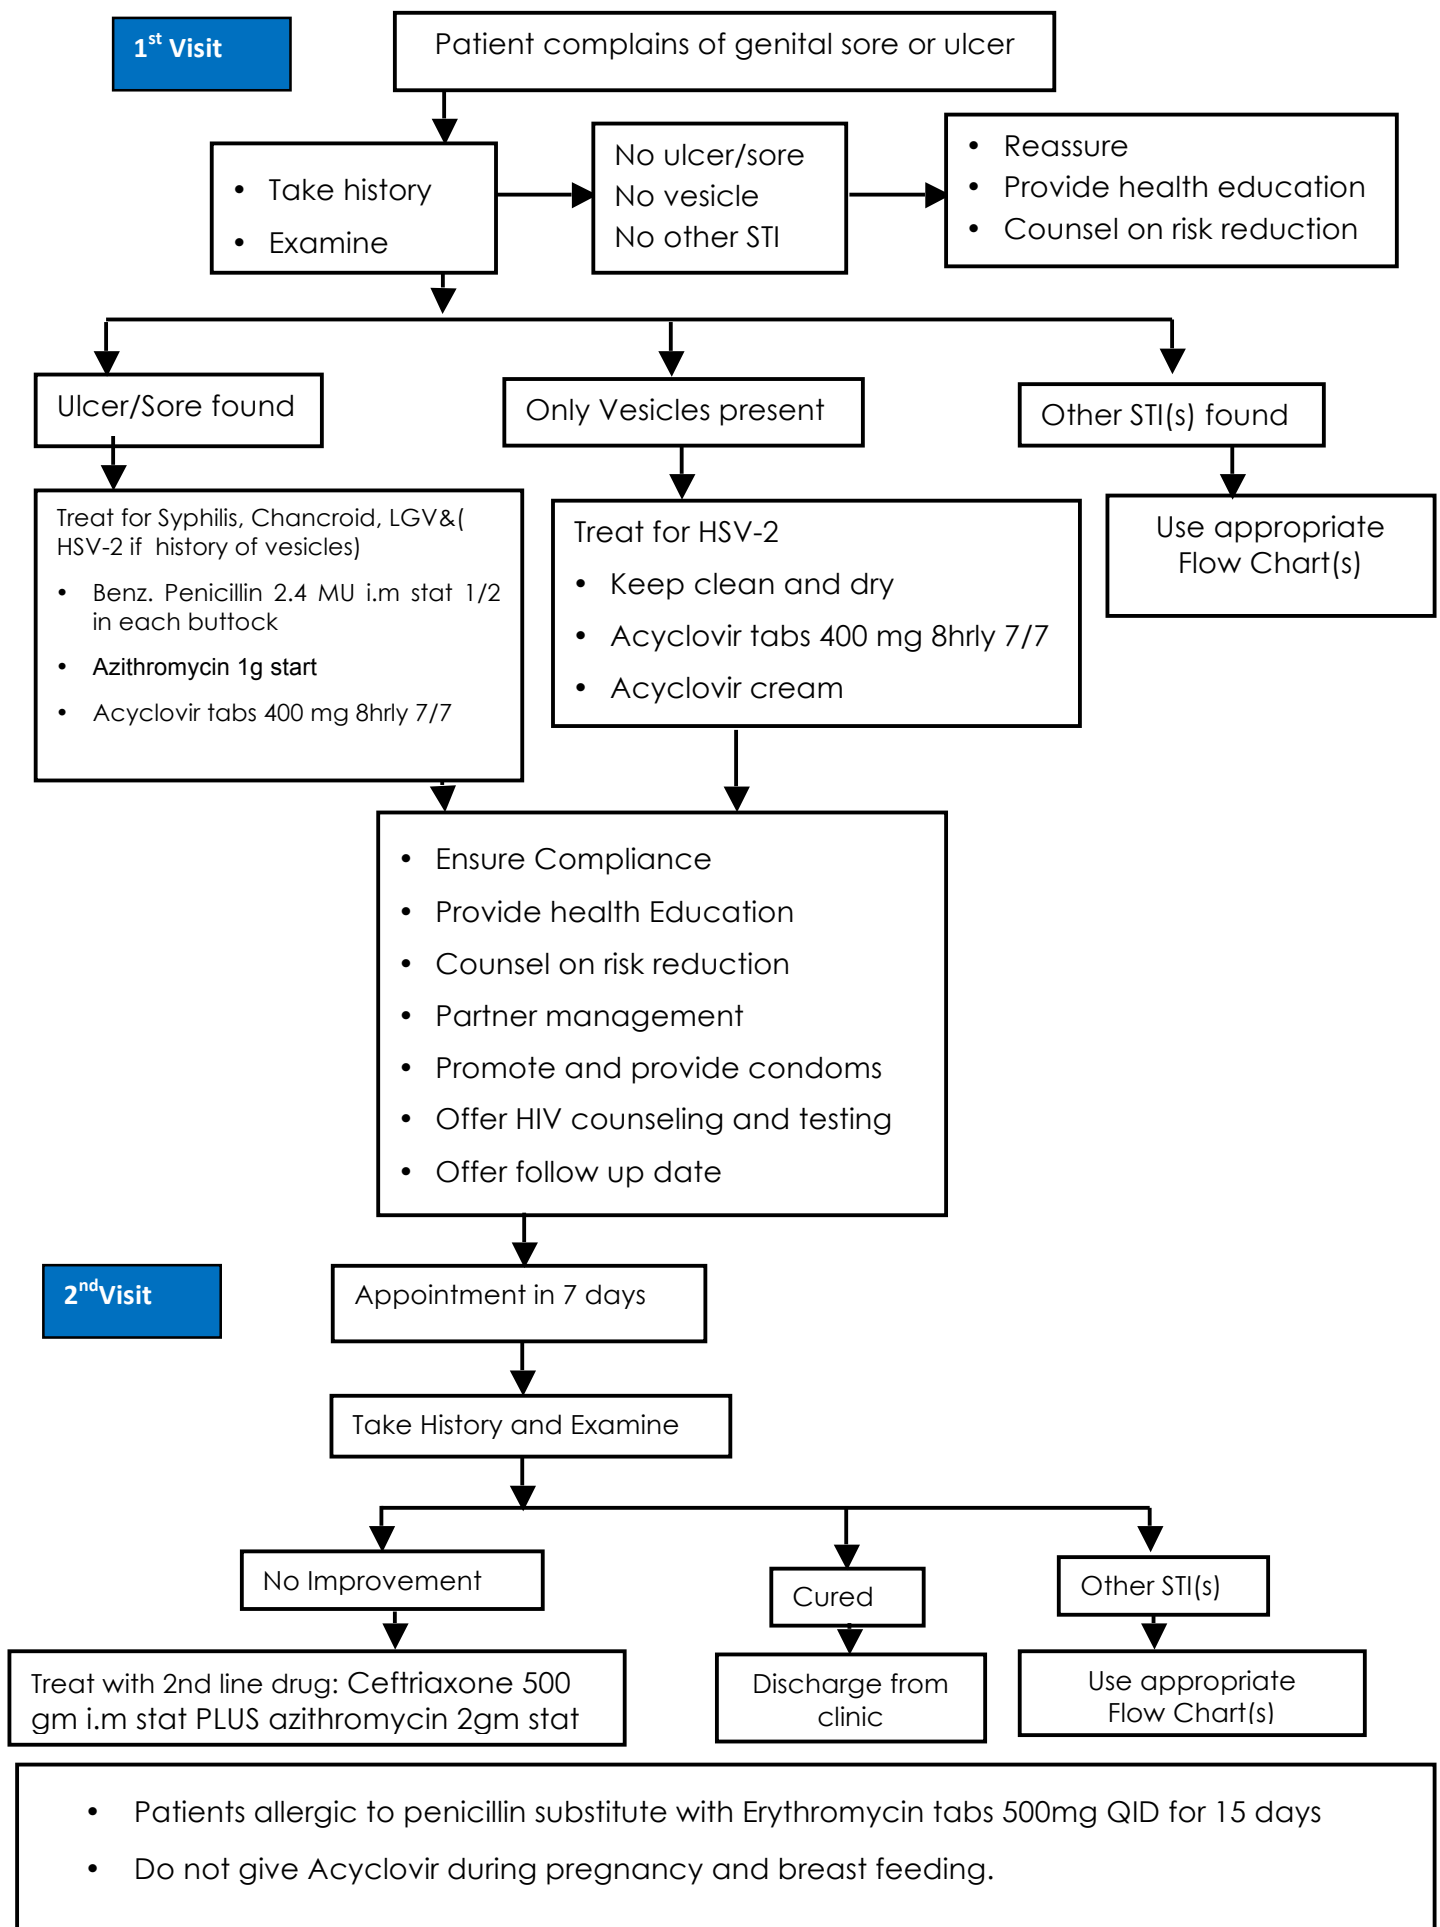 1st Visit
Patient complains of genital sore or ulcer
• Take history
• Examine
No ulcer/sore
No vesicle
No other STI
• Reassure
• Provide health education
• Counsel on risk reduction
Ulcer/Sore found
Only Vesicles present
Other STI(s) found
Treat for Syphilis, Chancroid, LGV&(
HSV-2 if history of vesicles)
• Benz. Penicillin 2.4 MU i.m stat 1/2
in each buttock
• Azithromycin 1g start
• Acyclovir tabs 400 mg 8hrly 7/7
Treat for HSV-2
• Keep clean and dry
• Acyclovir tabs 400 mg 8hrly 7/7
• Acyclovir cream
Use appropriate
Flow Chart(s)
• Ensure Compliance
• Provide health Education
• Counsel on risk reduction
• Partner management
• Promote and provide condoms
• Offer HIV counseling and testing
• Offer follow up date
2ndVisit
Appointment in 7 days
Take History and Examine
No Improvement
Cured
Other STI(s)
Treat with 2nd line drug: Ceftriaxone 500
gm i.m stat PLUS azithromycin 2gm stat
Discharge from
clinic
Use appropriate
Flow Chart(s)
• Patients allergic to penicillin substitute with Erythromycin tabs 500mg QID for 15 days
• Do not give Acyclovir during pregnancy and breast feeding.